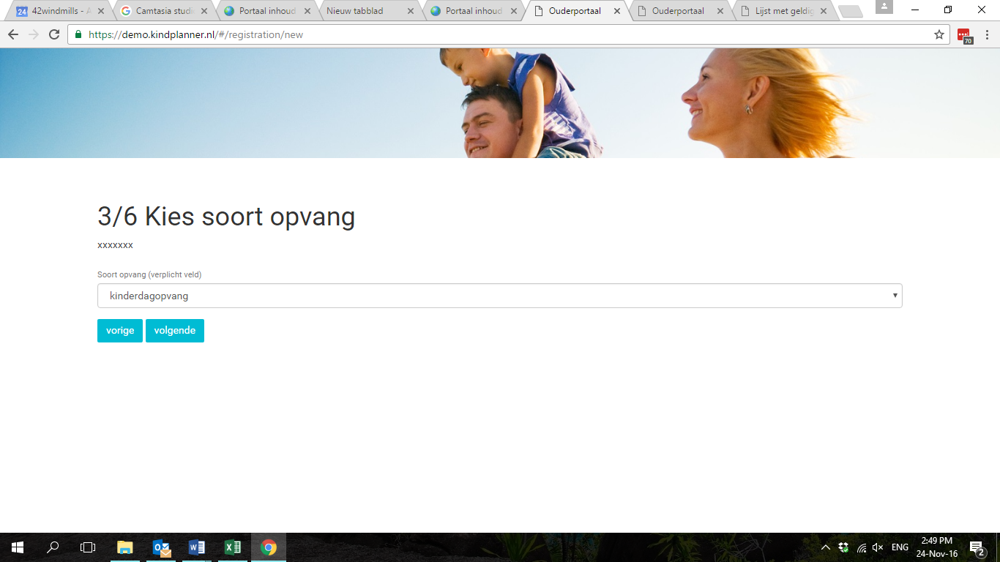 24 42windmills - A
Camtasia studi
Portaal inhoud
Nieuw tabblad
Portaal inhoud
Ouderportaal
Ouderportaal
Lijst met geldig
https://demo.kindplanner.nl/#/registration/new
70
3/6 Kies soort opvang
xxxxxxx
Soort opvang (verplicht veld)
kinderdagopvang
vorige volgende
ENG
2:49 PM
24-Nov-16
2